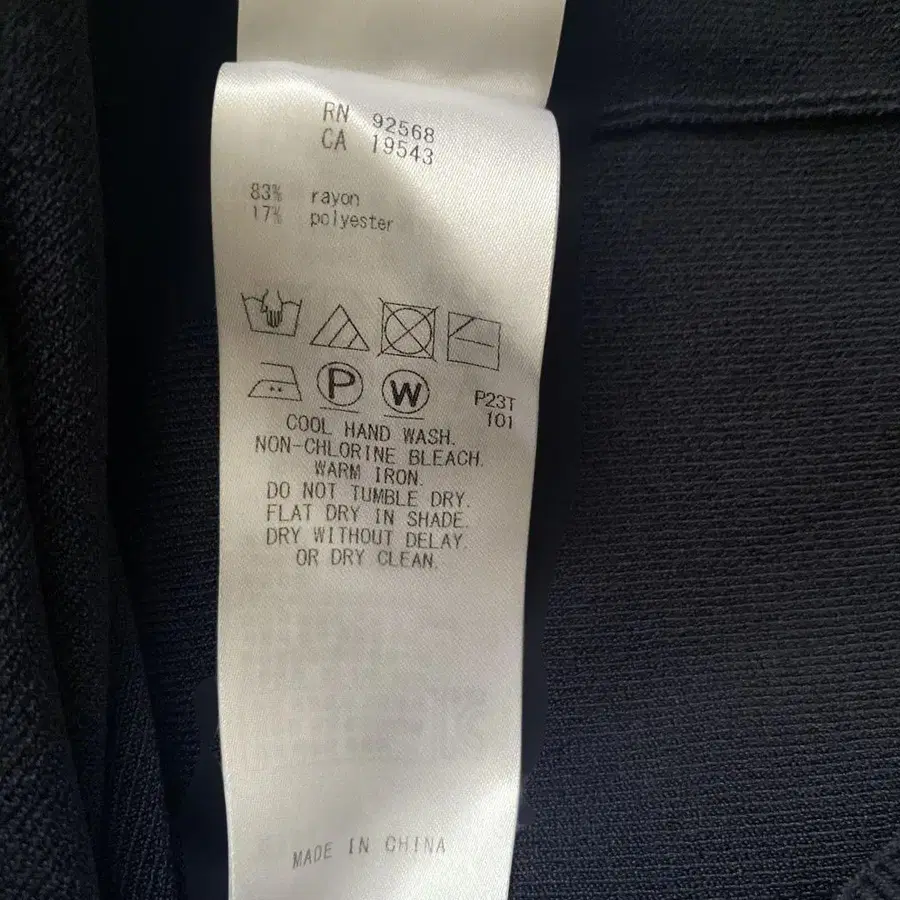 RN 92568
CA 19543
83% rayon
17% polyester
P W
P23T
101
COOL HAND WASH.
NON-CHLORINE BLEACH.
WARM IRON.
DO NOT TUMBLE DRY.
FLAT DRY IN SHADE.
DRY WITHOUT DELAY.
OR DRY CLEAN.
MADE IN CHINA